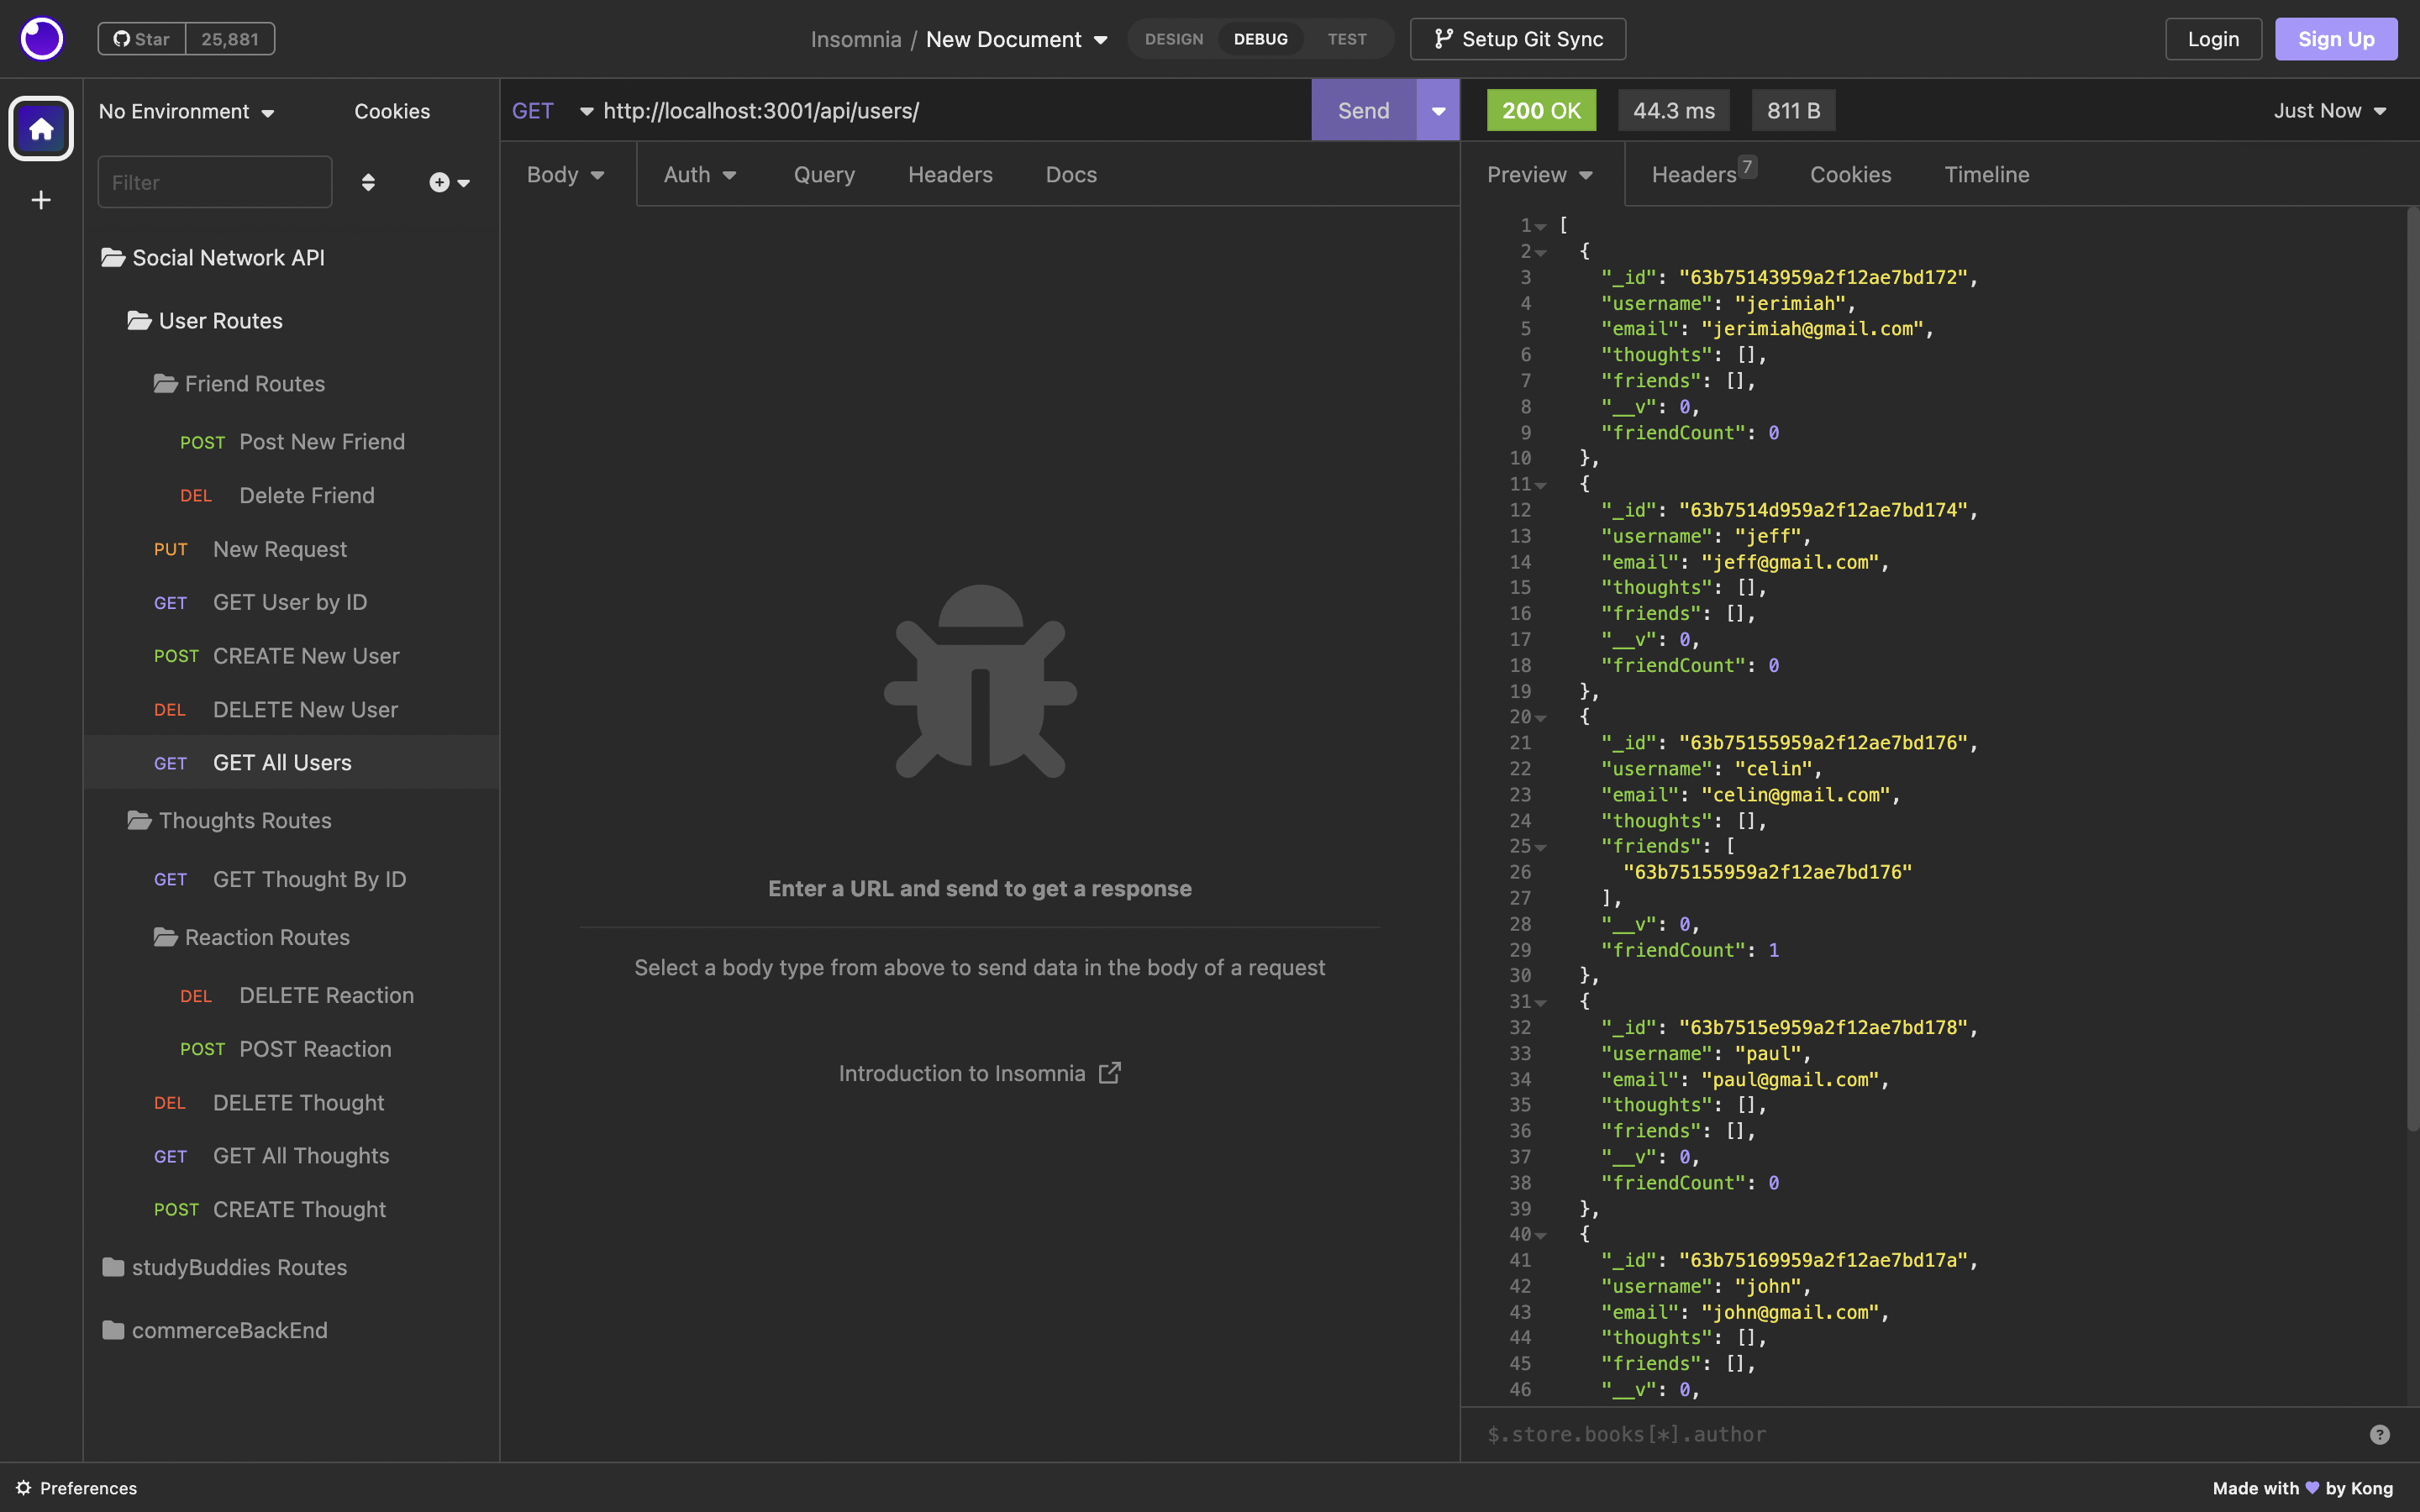 Star 25,881
Insomnia / New Document
DESIGN DEBUG TEST
Setup Git Sync
Login
Sign Up
No Environment
Cookies
Filter
Social Network API
User Routes
Friend Routes
POST Post New Friend
DEL Delete Friend
PUT New Request
GET GET User by ID
POST CREATE New User
DEL DELETE New User
GET GET All Users
Thoughts Routes
GET GET Thought By ID
Reaction Routes
DEL DELETE Reaction
POST POST Reaction
DEL DELETE Thought
GET GET All Thoughts
POST CREATE Thought
studyBuddies Routes
commerceBackEnd
GET http://localhost:3001/api/users/
Send
Body Auth Query Headers Docs
Enter a URL and send to get a response
Select a body type from above to send data in the body of a request
Introduction to Insomnia
200 OK 44.3 ms 811 B
Just Now
Preview Headers 7 Cookies Timeline
1 [
2 {
3 "_id": "63b75143959a2f12ae7bd172",
4 "username": "jerimiah",
5 "email": "jerimiah@gmail.com",
6 "thoughts": [],
7 "friends": [],
8 "__v": 0,
9 "friendCount": 0
10 },
11 {
12 "_id": "63b7514d959a2f12ae7bd174",
13 "username": "jeff",
14 "email": "jeff@gmail.com",
15 "thoughts": [],
16 "friends": [],
17 "__v": 0,
18 "friendCount": 0
19 },
20 {
21 "_id": "63b75155959a2f12ae7bd176",
22 "username": "celin",
23 "email": "celin@gmail.com",
24 "thoughts": [],
25 "friends": [
26 "63b75155959a2f12ae7bd176"
27 ],
28 "__v": 0,
29 "friendCount": 1
30 },
31 {
32 "_id": "63b7515e959a2f12ae7bd178",
33 "username": "paul",
34 "email": "paul@gmail.com",
35 "thoughts": [],
36 "friends": [],
37 "__v": 0,
38 "friendCount": 0
39 },
40 {
41 "_id": "63b75169959a2f12ae7bd17a",
42 "username": "john",
43 "email": "john@gmail.com",
44 "thoughts": [],
45 "friends": [],
46 "__v": 0,
$.store.books[*].author
Preferences
Made with 💜 by Kong